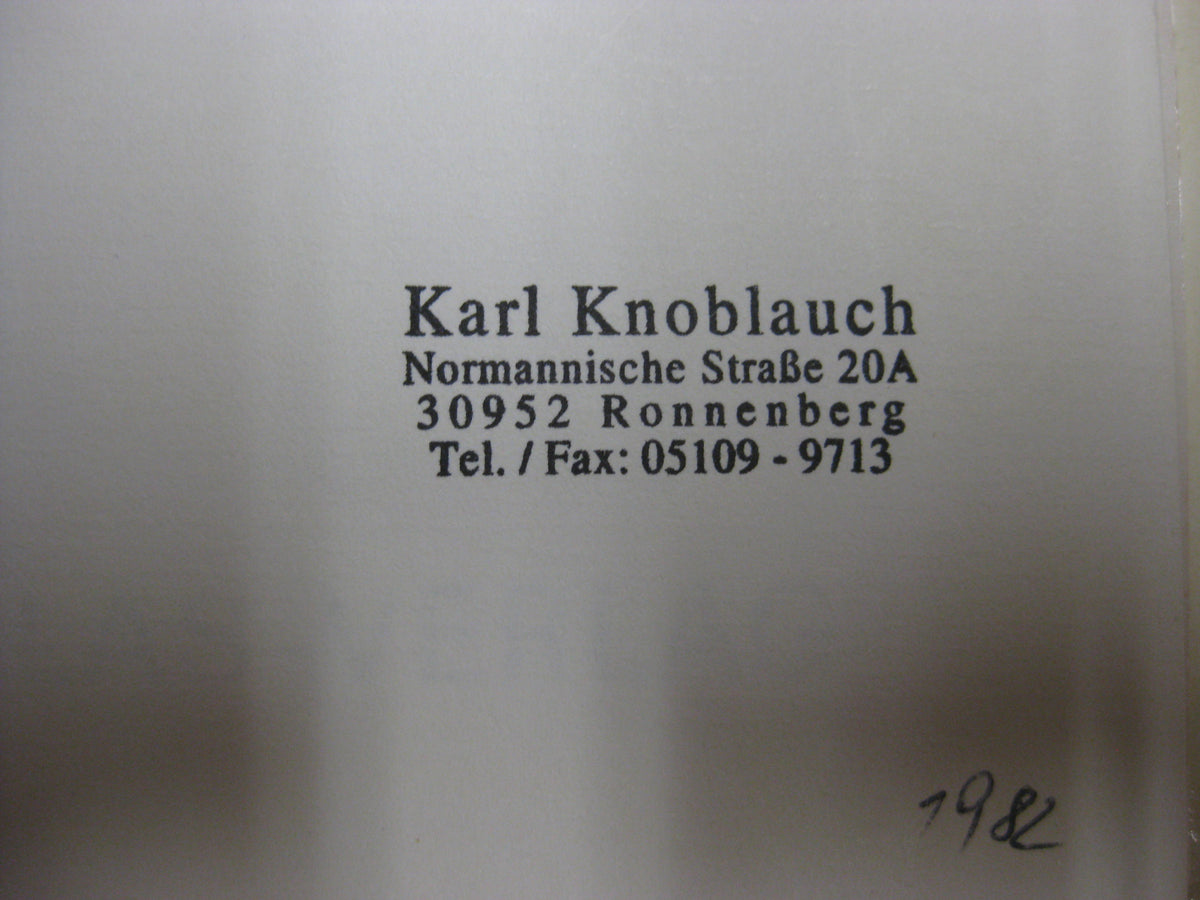 Karl Knoblauch
Normannische Straße 20A
30952 Ronnenberg
Tel. / Fax: 05109 - 9713
1982